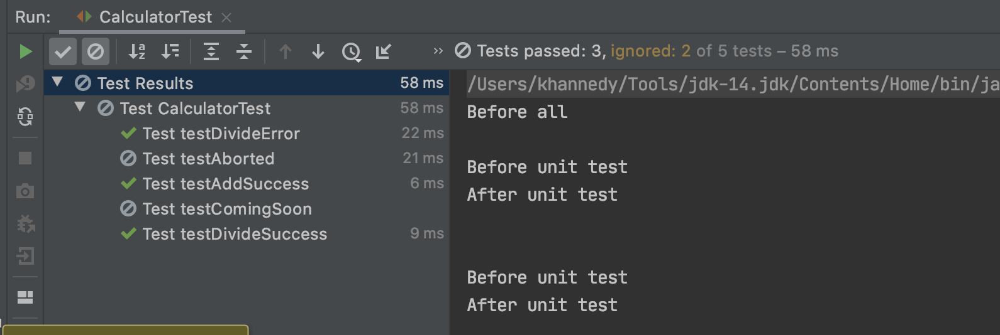 Run: CalculatorTest
Tests passed: 3, ignored: 2 of 5 tests – 58 ms
Test Results 58 ms
Test CalculatorTest 58 ms
Test testDivideError 22 ms
Test testAborted 21 ms
Test testAddSuccess 6 ms
Test testComingSoon
Test testDivideSuccess 9 ms
/Users/khannedy/Tools/jdk-14.jdk/Contents/Home/bin/ja
Before all
Before unit test
After unit test
Before unit test
After unit test